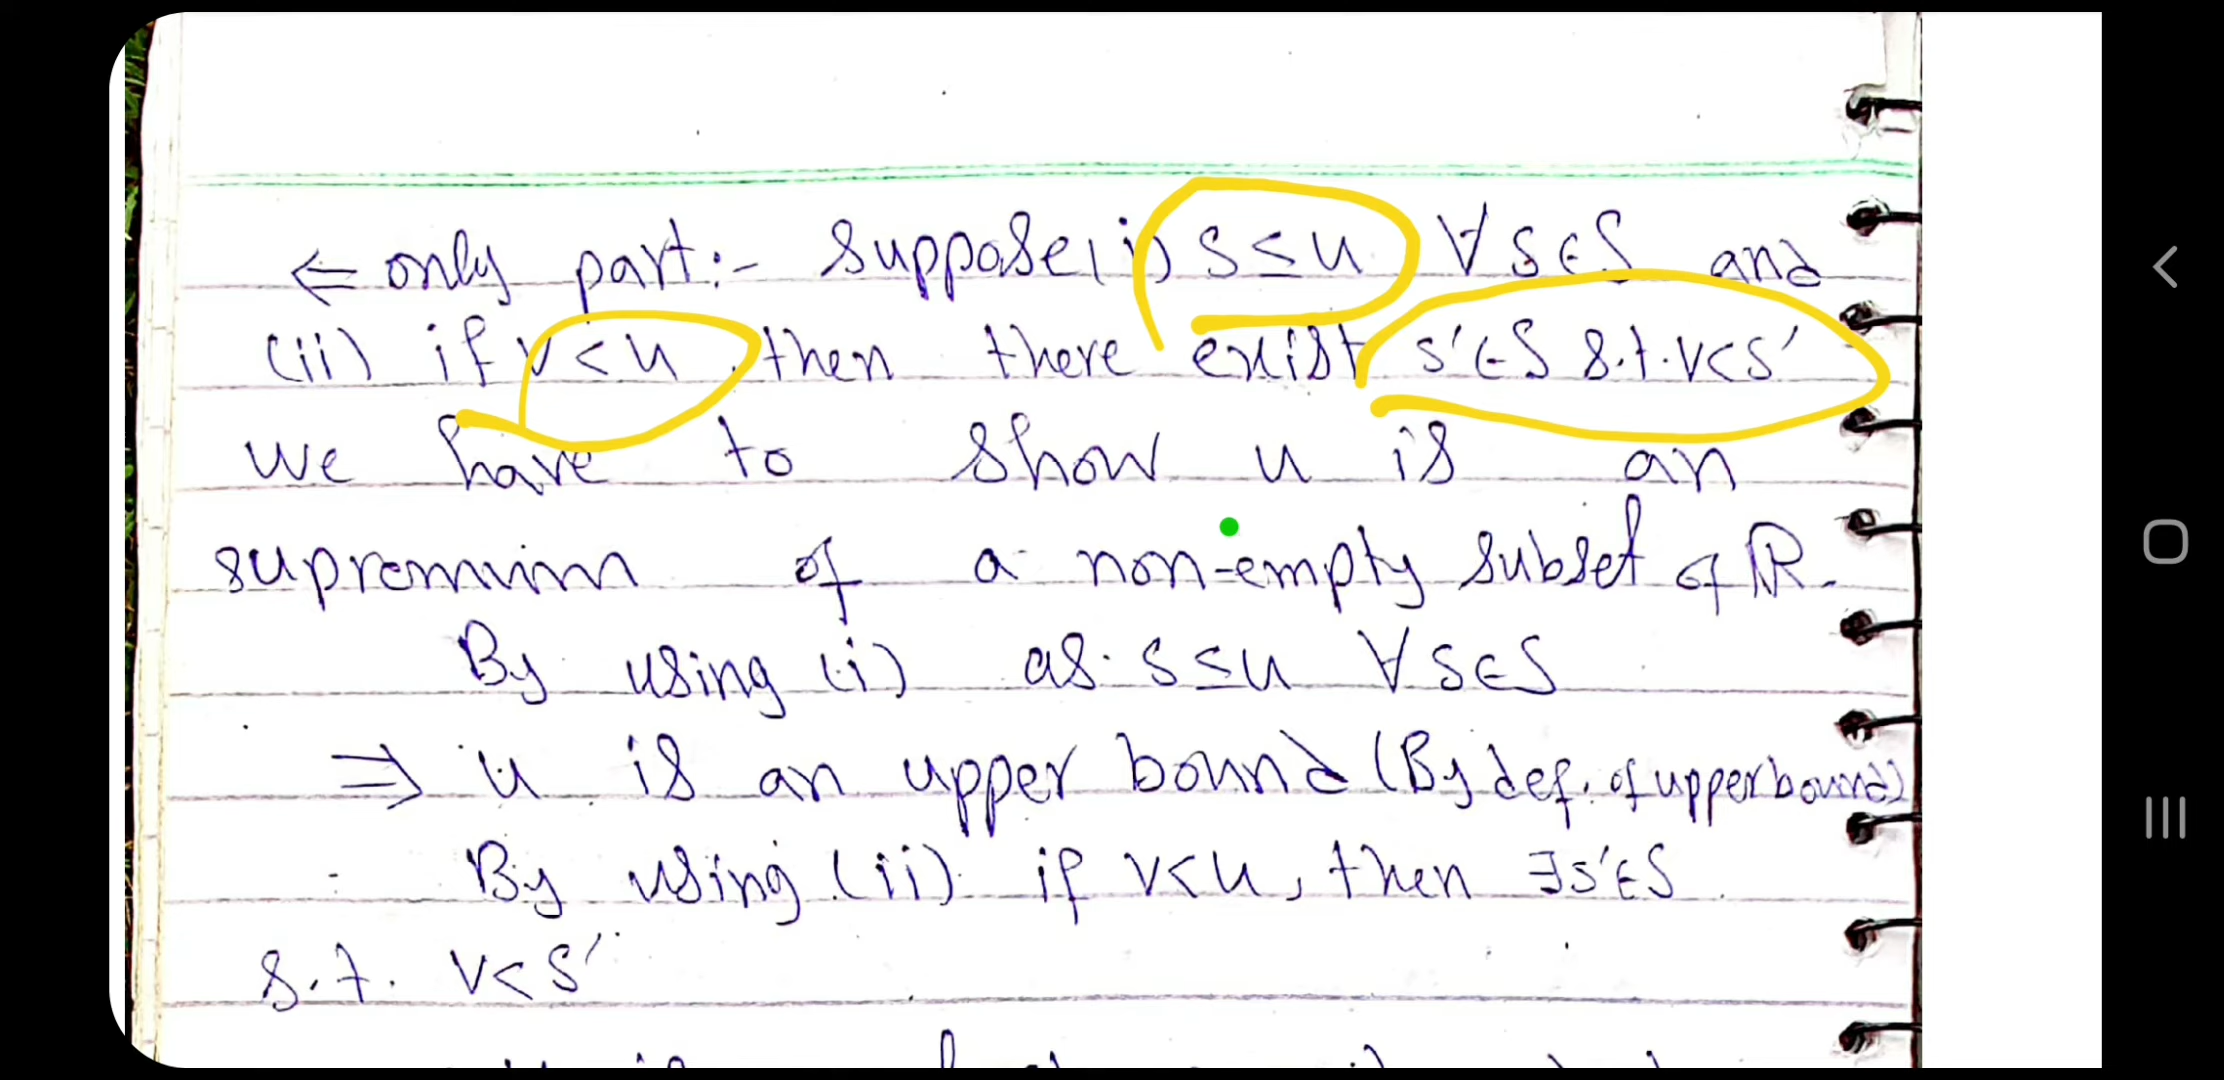 ⇐ only part:- Suppose (i) s≤u ∀ s∈S and
(ii) if v<u, then there exist s'∈S s.t. v<s'
we have to show u is an
supremum of a non-empty subset of ℝ.
By using (i) as s≤u ∀ s∈S
⇒ u is an upper bound (By def. of upper bound)
By using (ii) if v<u, then ∃s'∈S
s.t. v<s'